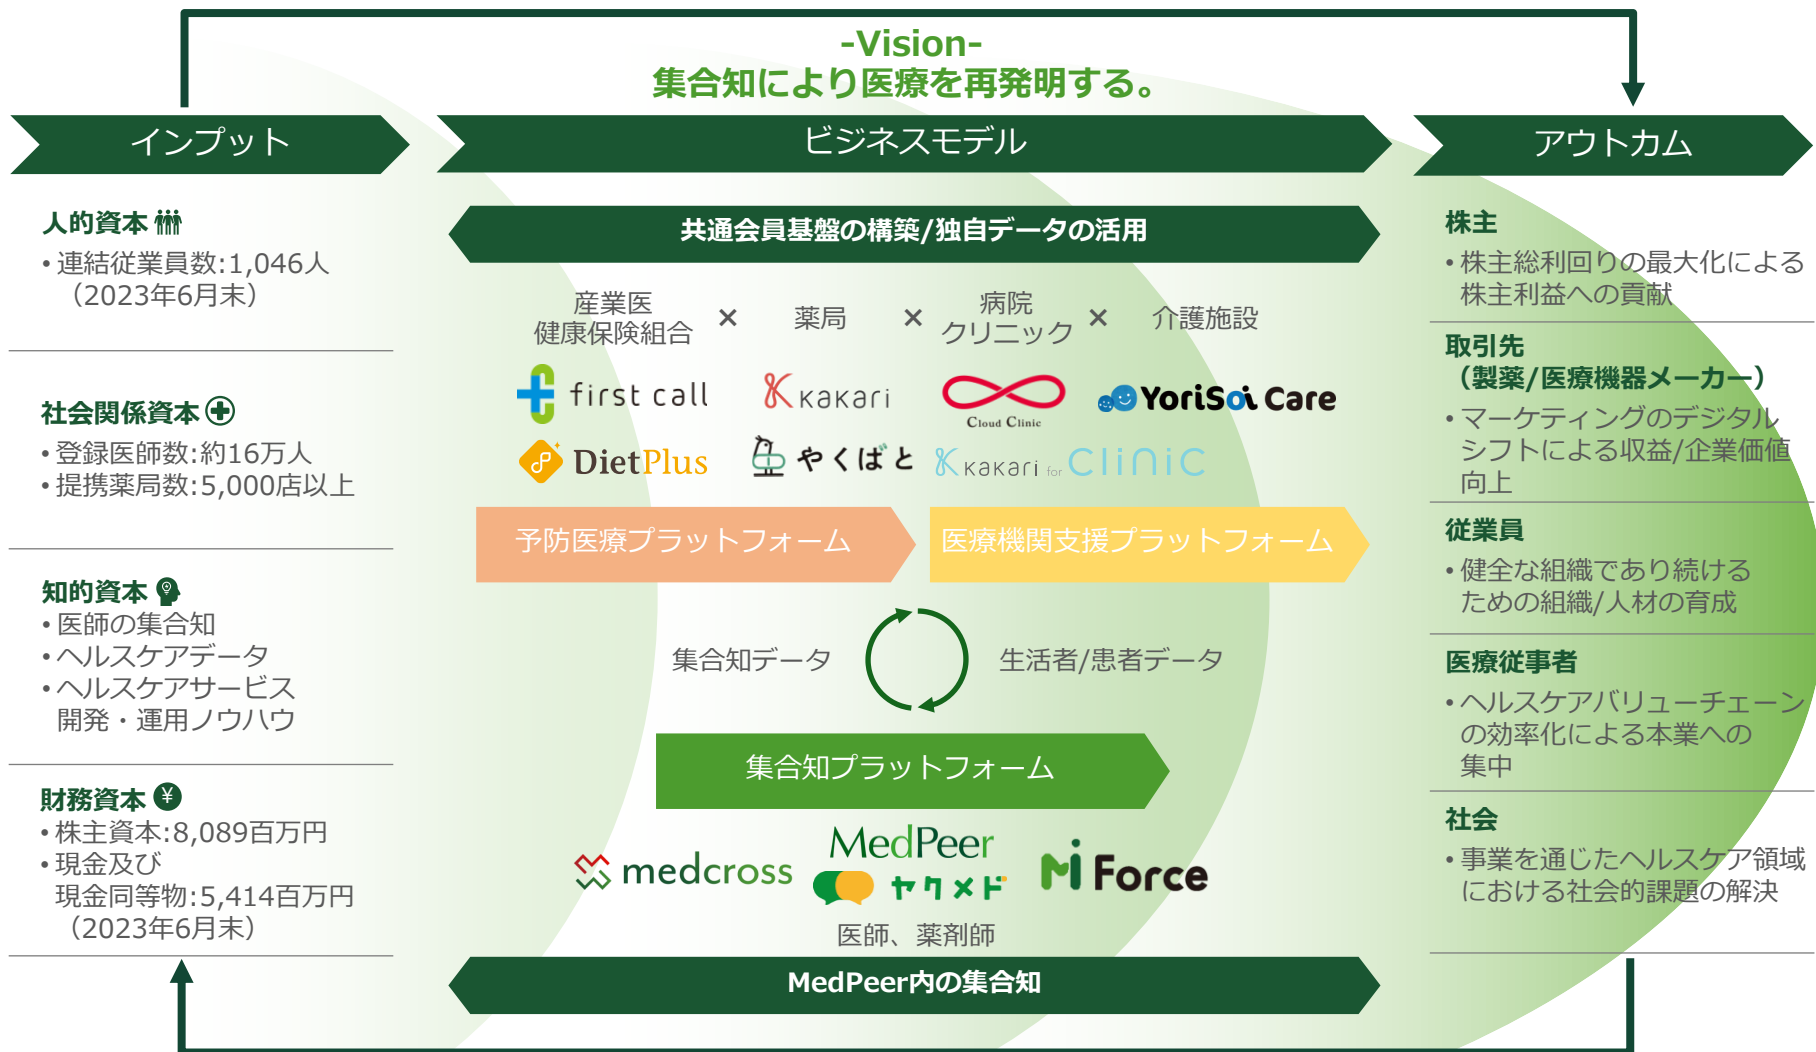 -Vision-
集合知により医療を再発明する。
インプット
ビジネスモデル
アウトカム
人的資本
•連結従業員数:1,046人
（2023年6月末）
社会関係資本
•登録医師数:約16万人
•提携薬局数:5,000店以上
知的資本
•医師の集合知
•ヘルスケアデータ
•ヘルスケアサービス
開発・運用ノウハウ
財務資本
¥
•株主資本:8,089百万円
•現金及び
現金同等物:5,414百万円
（2023年6月末）
共通会員基盤の構築/独自データの活用
産業医
健康保険組合
×
薬局
×
病院
クリニック
×
介護施設
first call
kakari
Cloud Clinic
YoriSoi Care
DietPlus
やくばと
kakari for CliniC
予防医療プラットフォーム
医療機関支援プラットフォーム
集合知データ
生活者/患者データ
集合知プラットフォーム
medcross
MedPeer
ヤクメド
Mi Force
医師、薬剤師
MedPeer内の集合知
株主
•株主総利回りの最大化による
株主利益への貢献
取引先
（製薬/医療機器メーカー）
•マーケティングのデジタル
シフトによる収益/企業価値
向上
従業員
•健全な組織であり続ける
ための組織/人材の育成
医療従事者
•ヘルスケアバリューチェーン
の効率化による本業への
集中
社会
•事業を通じたヘルスケア領域
における社会的課題の解決